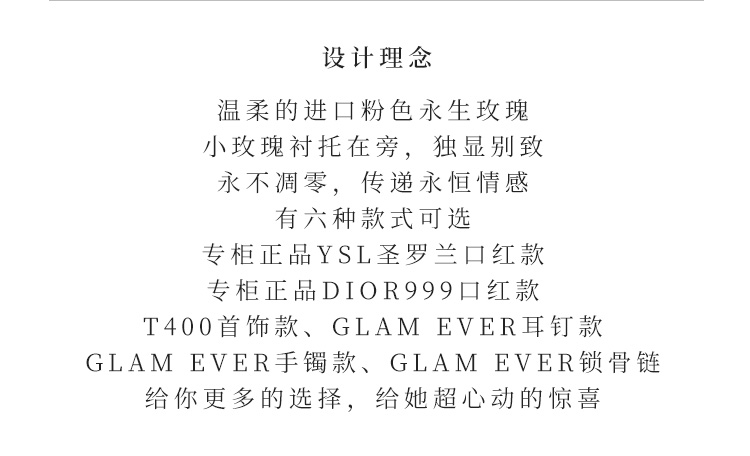 设计理念
温柔的进口粉色永生玫瑰
小玫瑰衬托在旁，独显别致
永不凋零，传递永恒情感
有六种款式可选
专柜正品YSL圣罗兰口红款
专柜正品DIOR999口红款
T400首饰款、GLAM EVER耳钉款
GLAM EVER手镯款、GLAM EVER锁骨链
给你更多的选择，给她超心动的惊喜